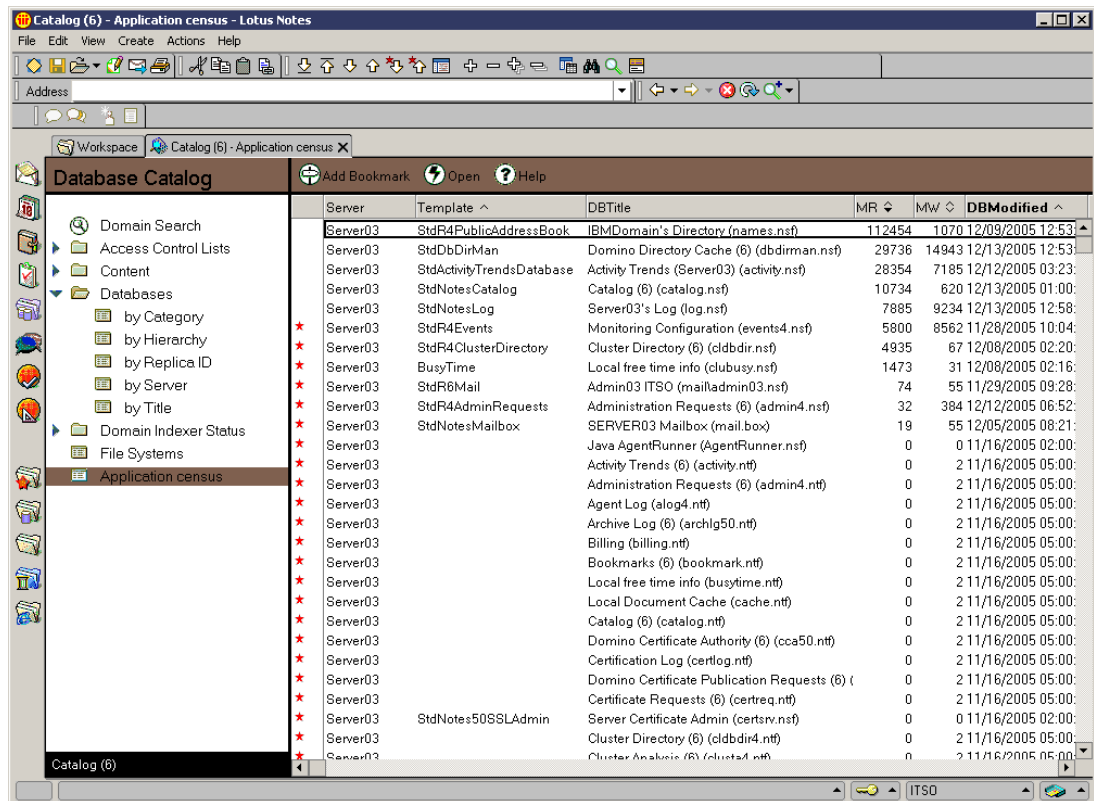 Catalog (6) - Application census - Lotus Notes
File Edit View Create Actions Help
Address
Workspace Catalog (6) - Application census
Database Catalog
Add Bookmark Open Help
Domain Search
Access Control Lists
Content
Databases
by Category
by Hierarchy
by Replica ID
by Server
by Title
Domain Indexer Status
File Systems
Application census
Catalog (6)
Server Template DBTitle MR MW DBModified
Server03 StdR4PublicAddressBook IBMDomain's Directory (names.nsf) 112454 1070 12/09/2005 12:53:
Server03 StdDbDirMan Domino Directory Cache (6) (dbdirman.nsf) 29736 14943 12/13/2005 12:53:
Server03 StdActivityTrendsDatabase Activity Trends (Server03) (activity.nsf) 28354 7185 12/12/2005 03:23:
Server03 StdNotesCatalog Catalog (6) (catalog.nsf) 10734 620 12/13/2005 01:00:
Server03 StdNotesLog Server03's Log (log.nsf) 7885 9234 12/13/2005 12:58:
Server03 StdR4Events Monitoring Configuration (events4.nsf) 5800 8562 11/28/2005 10:04:
Server03 StdR4ClusterDirectory Cluster Directory (6) (cldbdir.nsf) 4935 67 12/08/2005 02:20:
Server03 BusyTime Local free time info (clubusy.nsf) 1473 31 12/08/2005 02:16:
Server03 StdR6Mail Admin03 ITSO (mail\admin03.nsf) 74 55 11/29/2005 09:28:
Server03 StdR4AdminRequests Administration Requests (6) (admin4.nsf) 32 384 12/12/2005 06:52:
Server03 StdNotesMailbox SERVER03 Mailbox (mail.box) 19 55 12/05/2005 08:21:
Server03 Java AgentRunner (AgentRunner.nsf) 0 0 11/16/2005 02:00:
Server03 Activity Trends (6) (activity.ntf) 0 2 11/16/2005 05:00:
Server03 Administration Requests (6) (admin4.ntf) 0 2 11/16/2005 05:00:
Server03 Agent Log (alog4.ntf) 0 2 11/16/2005 05:00:
Server03 Archive Log (6) (archlg50.ntf) 0 2 11/16/2005 05:00:
Server03 Billing (billing.ntf) 0 2 11/16/2005 05:00:
Server03 Bookmarks (6) (bookmark.ntf) 0 2 11/16/2005 05:00:
Server03 Local free time info (busytime.ntf) 0 2 11/16/2005 05:00:
Server03 Local Document Cache (cache.ntf) 0 2 11/16/2005 05:00:
Server03 Catalog (6) (catalog.ntf) 0 2 11/16/2005 05:00:
Server03 Domino Certificate Authority (6) (cca50.ntf) 0 2 11/16/2005 05:00:
Server03 Certification Log (certlog.ntf) 0 2 11/16/2005 05:00:
Server03 Domino Certificate Publication Requests (6) ( 0 2 11/16/2005 05:00:
Server03 Certificate Requests (6) (certreq.ntf) 0 2 11/16/2005 05:00:
Server03 StdNotes50SSLAdmin Server Certificate Admin (certsrv.nsf) 0 0 11/16/2005 02:00:
Server03 Cluster Directory (6) (cldbdir4.ntf) 0 2 11/16/2005 05:00:
Server03 Cluster Analysis (6) (clusta4.ntf) 0 2 11/16/2005 05:00:
ITSO